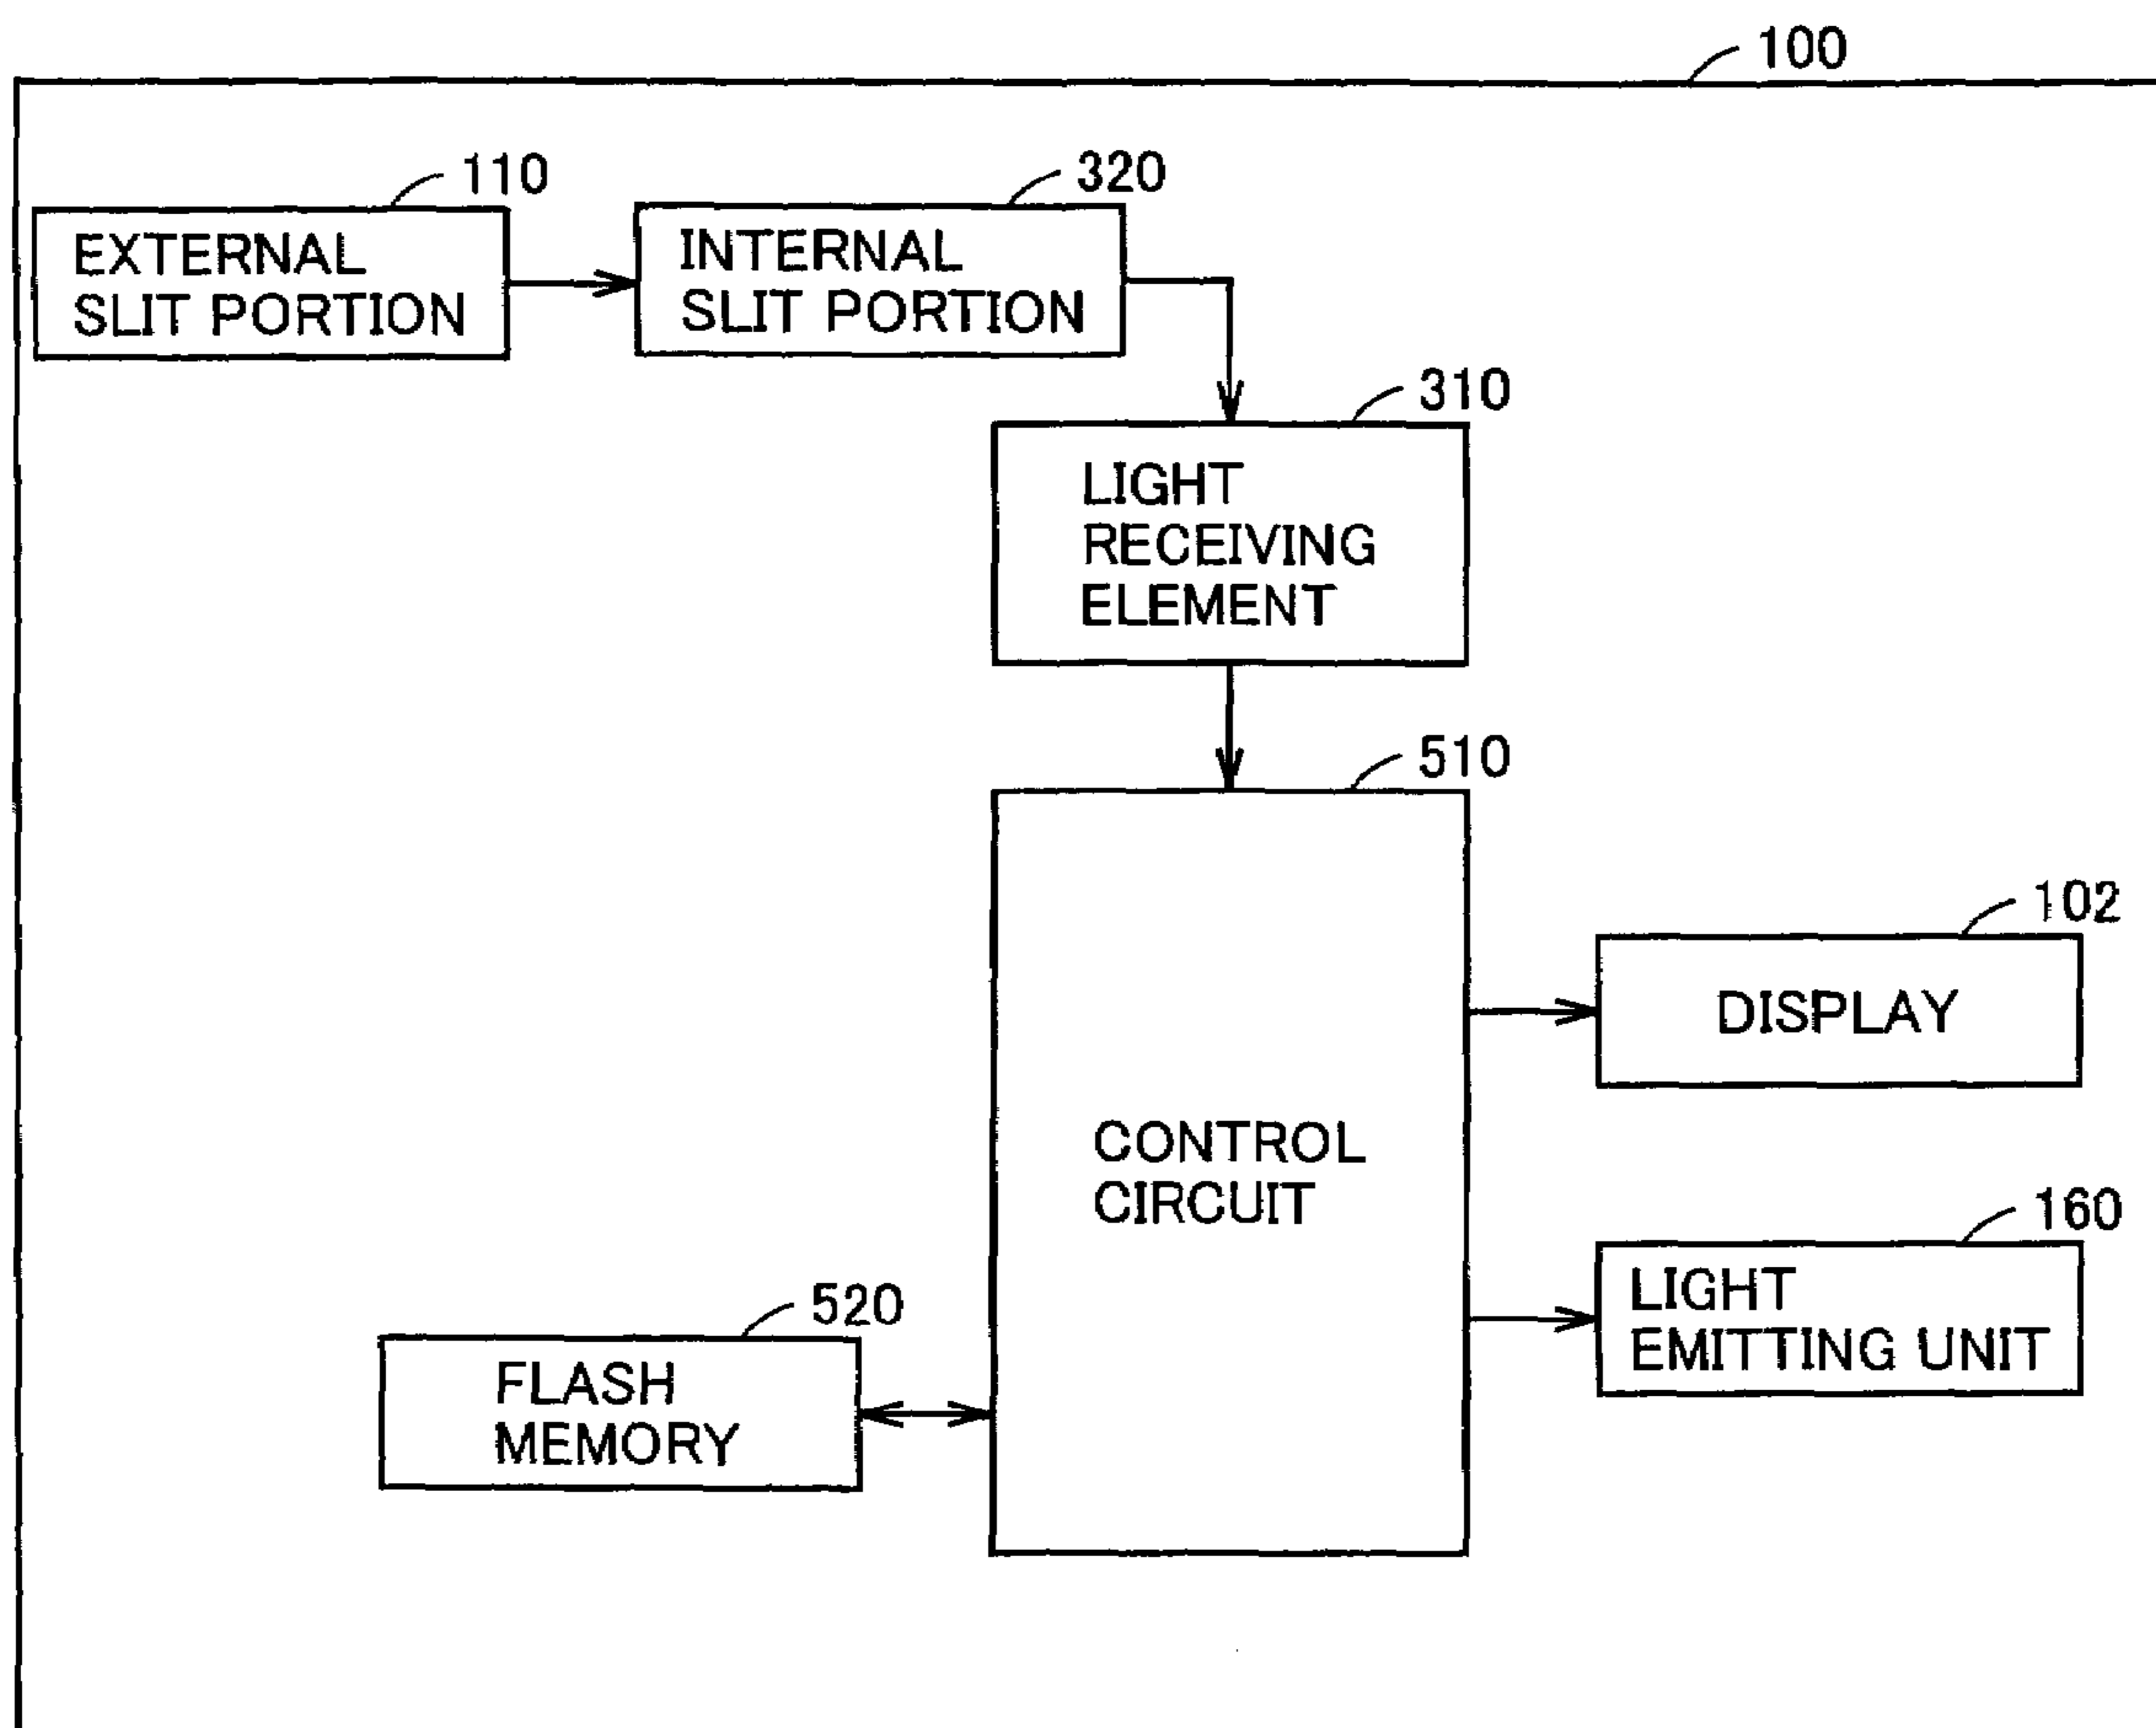 100
110
EXTERNAL
SLIT PORTION
320
INTERNAL
SLIT PORTION
310
LIGHT
RECEIVING
ELEMENT
510
CONTROL
CIRCUIT
102
DISPLAY
160
LIGHT
EMITTING UNIT
520
FLASH
MEMORY